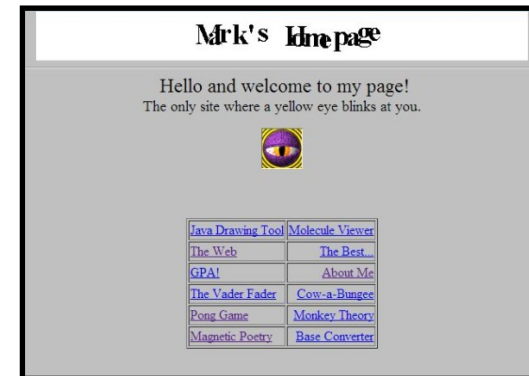 Mark's Home page
Hello and welcome to my page!
The only site where a yellow eye blinks at you.
Java Drawing Tool Molecule Viewer
The Web The Best...
GPA! About Me
The Vader Fader Cow-a-Bungee
Pong Game Monkey Theory
Magnetic Poetry Base Converter